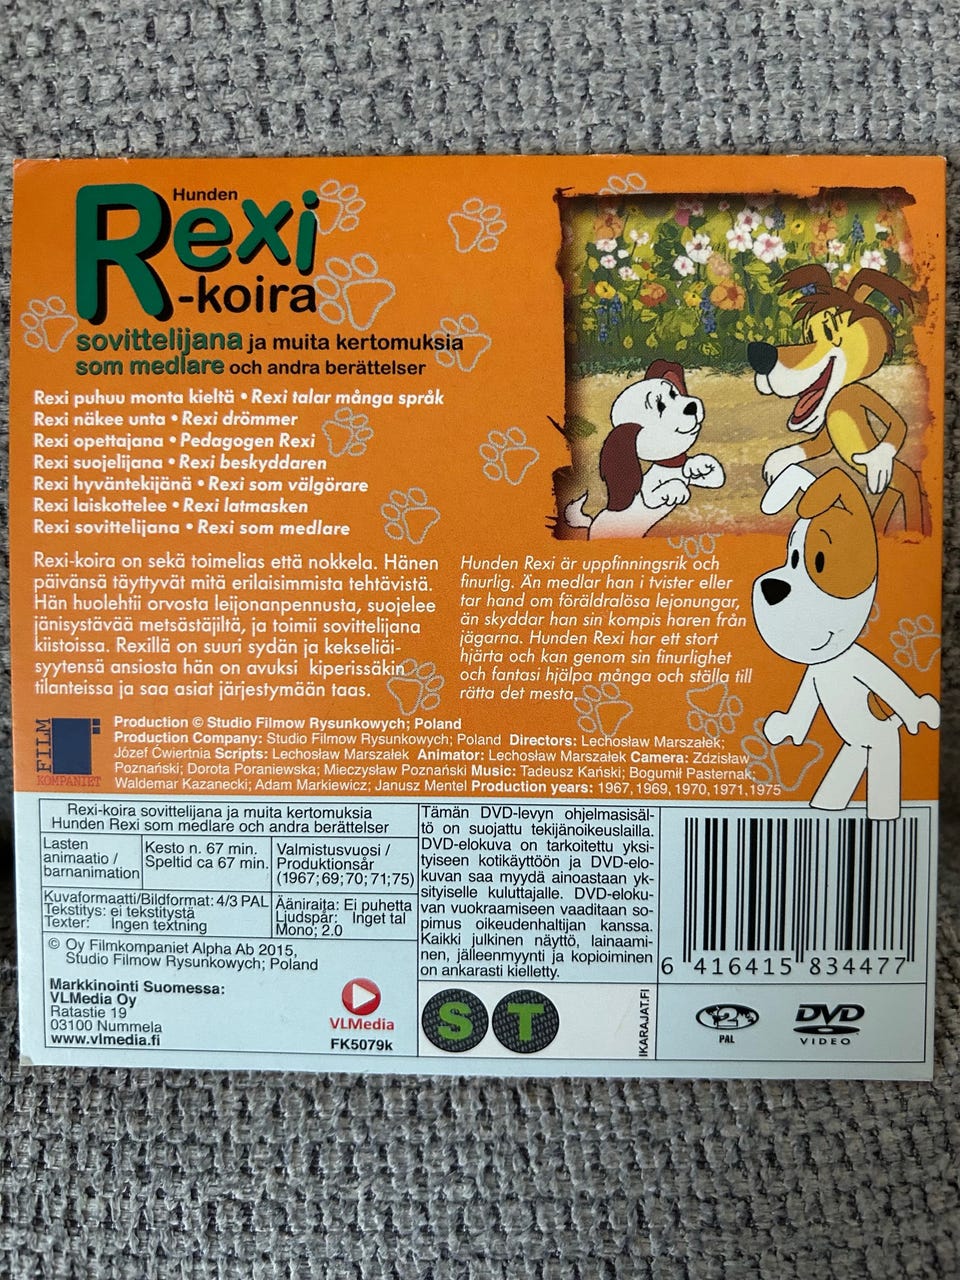 Hunden
Rexi
-koira
sovittelijana ja muita kertomuksia
som medlare och andra berättelser
Rexi puhuu monta kieltä • Rexi talar många språk
Rexi näkee unta • Rexi drömmer
Rexi opettajana • Pedagogen Rexi
Rexi suojelijana • Rexi beskyddaren
Rexi hyväntekijänä • Rexi som välgörare
Rexi laiskottelee • Rexi latmasken
Rexi sovittelijana • Rexi som medlare
Rexi-koira on sekä toimelias että nokkela. Hänen
päivänsä täyttyvät mitä erilaisimmista tehtävistä.
Hän huolehtii orvosta leijonanpennusta, suojelee
jänisystävää metsästäjiltä, ja toimii sovittelijana
kiistoissa. Rexillä on suuri sydän ja kekseliäi-
syytensä ansiosta hän on avuksi kiperissäkin
tilanteissa ja saa asiat järjestymään taas.
Hunden Rexi är uppfinningsrik och
finurlig. Än medlar han i tvister eller
tar hand om föräldralösa lejonungar,
än skyddar han sin kompis haren från
jägarna. Hunden Rexi har ett stort
hjärta och kan genom sin finurlighet
och fantasi hjälpa många och ställa till
rätta det mesta.
FILM
KOMPANIET
Production © Studio Filmow Rysunkowych; Poland
Production Company: Studio Filmow Rysunkowych; Poland Directors: Lechosław Marszałek;
Józef Ćwiertnia Scripts: Lechosław Marszałek Animator: Lechosław Marszałek Camera: Zdzisław
Poznański; Dorota Poraniewska; Mieczysław Poznański Music: Tadeusz Kański; Bogumił Pasternak;
Waldemar Kazanecki; Adam Markiewicz; Janusz Mentel Production years: 1967, 1969, 1970, 1971,1975
Rexi-koira sovittelijana ja muita kertomuksia
Hunden Rexi som medlare och andra berättelser
Lasten
animaatio /
barnanimation
Kesto n. 67 min.
Speltid ca 67 min.
Valmistusvuosi /
Produktionsår
(1967;69;70; 71;75)
Kuvaformaatti/Bildformat: 4/3 PAL
Tekstitys: ei tekstitystä
Texter: Ingen textning
Ääniraita: Ei puhetta
Ljudspår: Inget tal
Mono; 2.0
© Oy Filmkompaniet Alpha Ab 2015,
Studio Filmow Rysunkowych; Poland
Markkinointi Suomessa:
VLMedia Oy
Ratastie 19
03100 Nummela
www.vlmedia.fi
VLMedia
FK5079k
Tämän DVD-levyn ohjelmasisäl-
tö on suojattu tekijänoikeuslailla.
DVD-elokuva on tarkoitettu yksi-
tyiseen kotikäyttöön ja DVD-elo-
kuvan saa myydä ainoastaan yk-
sityiselle kuluttajalle. DVD-eloku-
van vuokraamiseen vaaditaan so-
pimus oikeudenhaltijan kanssa.
Kaikki julkinen näyttö, lainaami-
nen, jälleenmyynti ja kopioiminen
on ankarasti kielletty.
S T
IKARAJAT.FI
6 416415 834477
2
PAL
DVD
VIDEO